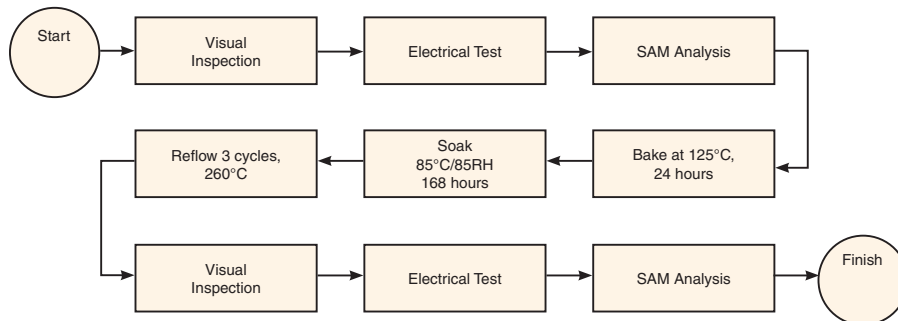 Start
Visual
Inspection
Electrical Test
SAM Analysis
Bake at 125°C,
24 hours
Soak
85°C/85RH
168 hours
Reflow 3 cycles,
260°C
Visual
Inspection
Electrical Test
SAM Analysis
Finish